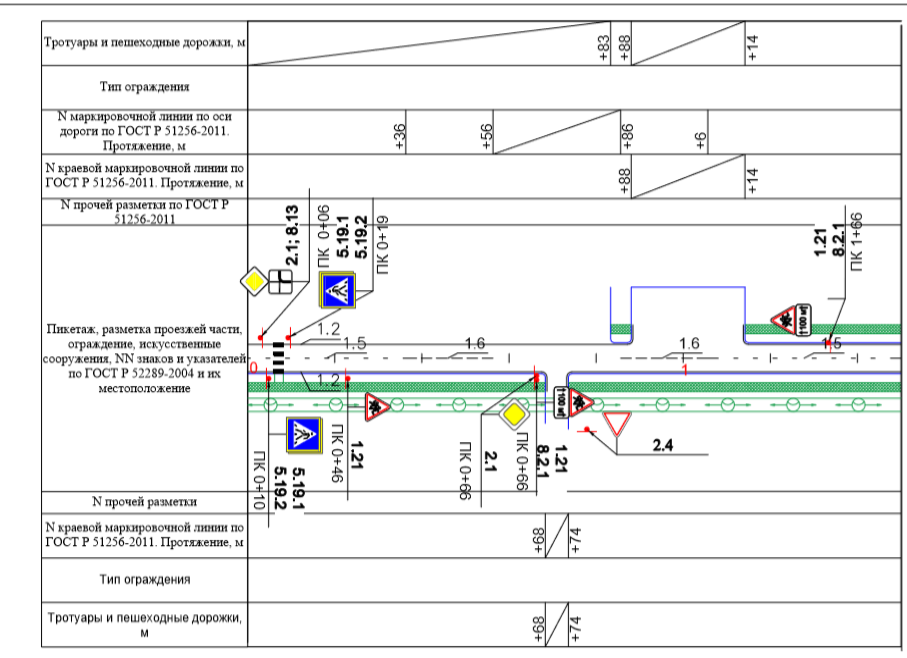 Тротуары и пешеходные дорожки, м
+83
+88
+14
Тип ограждения
N маркировочной линии по оси
дороги по ГОСТ Р 51256-2011.
Протяжение, м
+36
+56
+86
+6
N краевой маркировочной линии по
ГОСТ Р 51256-2011. Протяжение, м
+88
+14
N прочей разметки по ГОСТ Р
51256-2011
2.1; 8.13
ПК 0+06
5.19.1
5.19.2
ПК 0+19
1.21
8.2.1
ПК 1+66
Пикетаж, разметка проезжей части,
ограждение, искусственные
сооружения, NN знаков и указателей
по ГОСТ Р 52289-2004 и их
местоположение
100 м
1.2
1.5
1.6
1.6
1.5
0
1
1.2
100 м
ПК 0+10
5.19.2
5.19.1
ПК 0+46
1.21
ПК 0+66
2.1
ПК 0+66
8.2.1
1.21
2.4
N прочей разметки
N краевой маркировочной линии по
ГОСТ Р 51256-2011. Протяжение, м
+68
+74
Тип ограждения
Тротуары и пешеходные дорожки,
м
+68
+74